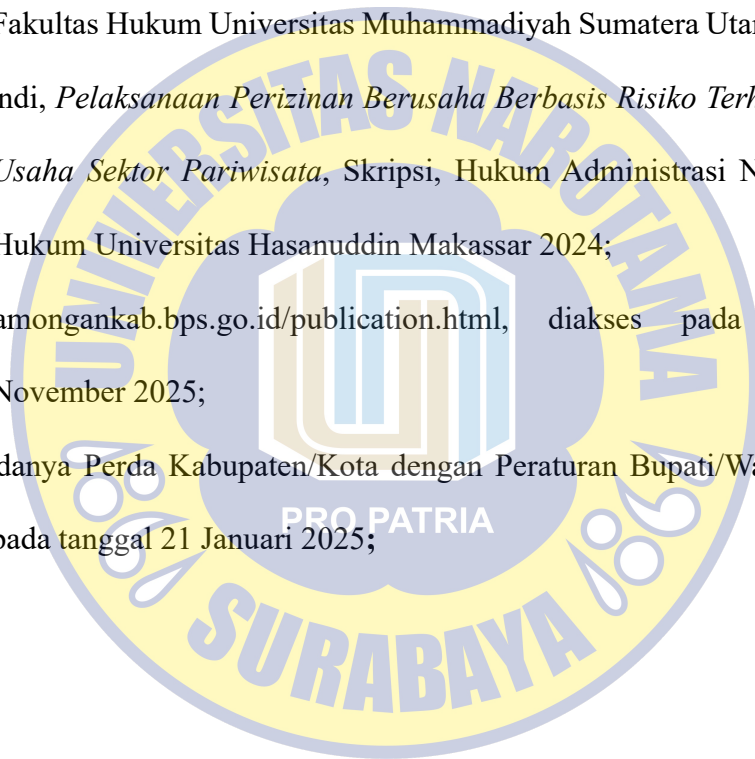 Fakultas Hukum Universitas Muhammadiyah Sumatera Utar
ndi, Pelaksanaan Perizinan Berusaha Berbasis Risiko Terh
Usaha Sektor Pariwisata, Skripsi, Hukum Administrasi N
Hukum Universitas Hasanuddin Makassar 2024;
amongankab.bps.go.id/publication.html, diakses pada
November 2025;
danya Perda Kabupaten/Kota dengan Peraturan Bupati/Wa
pada tanggal 21 Januari 2025;
UNIVERSITAS NAROTAMA
PRO PATRIA
SURABAYA